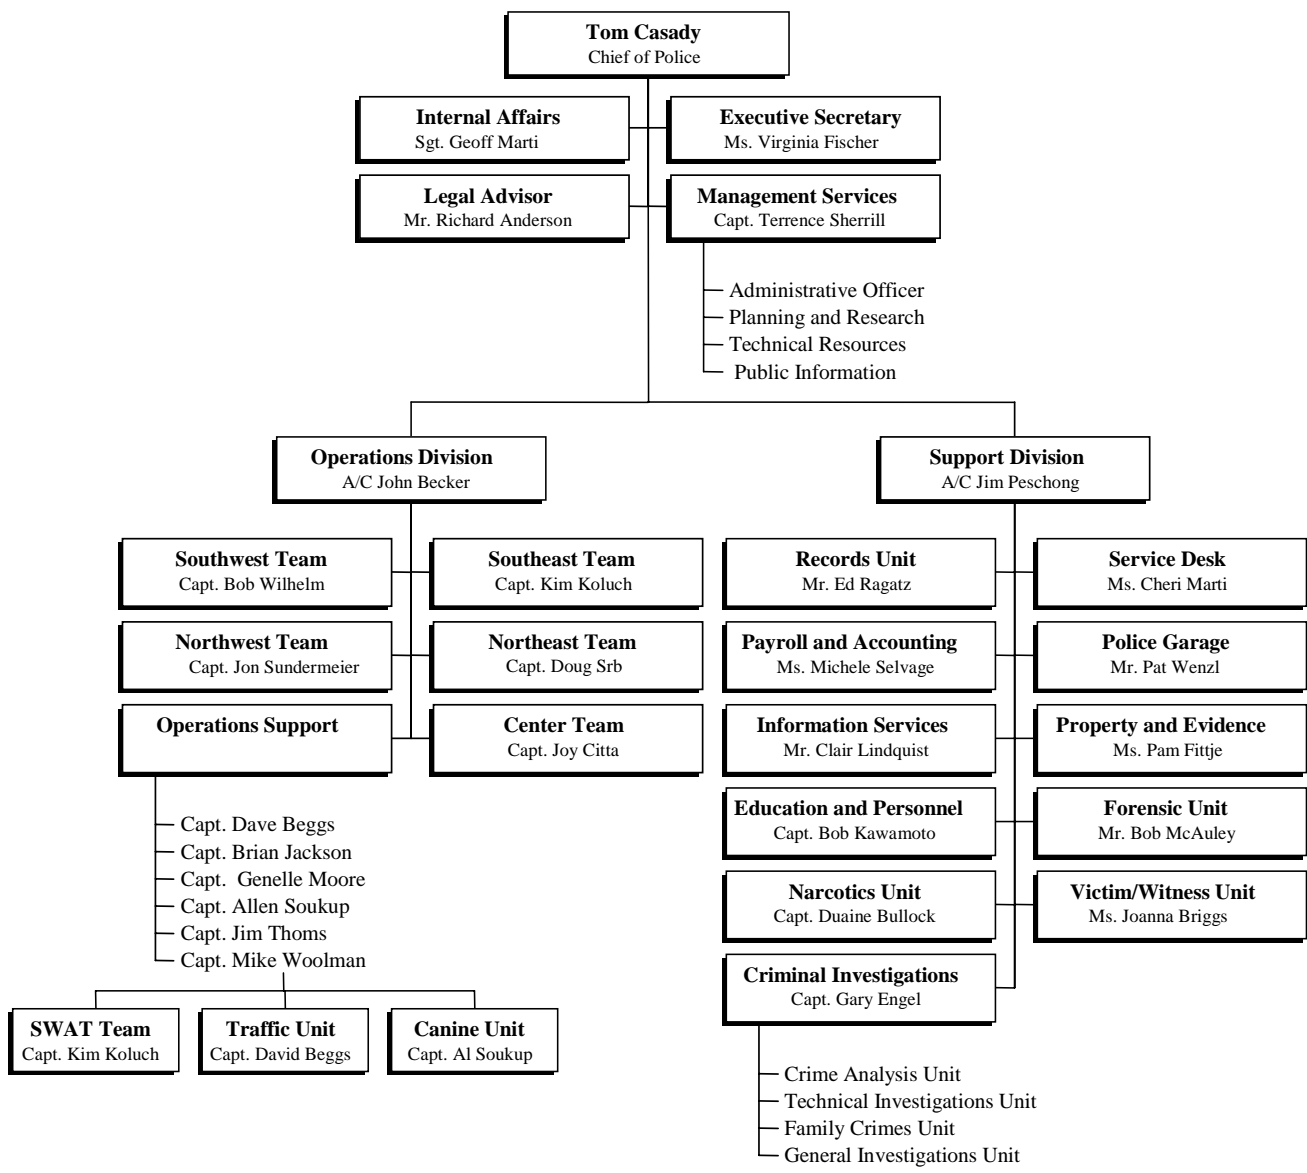 Tom Casady
Chief of Police
Internal Affairs
Sgt. Geoff Marti
Executive Secretary
Ms. Virginia Fischer
Legal Advisor
Mr. Richard Anderson
Management Services
Capt. Terrence Sherrill
Administrative Officer
Planning and Research
Technical Resources
Public Information
Operations Division
A/C John Becker
Southwest Team
Capt. Bob Wilhelm
Southeast Team
Capt. Kim Koluch
Northwest Team
Capt. Jon Sundermeier
Northeast Team
Capt. Doug Srb
Operations Support
Center Team
Capt. Joy Citta
Capt. Dave Beggs
Capt. Brian Jackson
Capt. Genelle Moore
Capt. Allen Soukup
Capt. Jim Thoms
Capt. Mike Woolman
SWAT Team
Capt. Kim Koluch
Traffic Unit
Capt. David Beggs
Canine Unit
Capt. Al Soukup
Support Division
A/C Jim Peschong
Records Unit
Mr. Ed Ragatz
Service Desk
Ms. Cheri Marti
Payroll and Accounting
Ms. Michele Selvage
Police Garage
Mr. Pat Wenzl
Information Services
Mr. Clair Lindquist
Property and Evidence
Ms. Pam Fittje
Education and Personnel
Capt. Bob Kawamoto
Forensic Unit
Mr. Bob McAuley
Narcotics Unit
Capt. Duaine Bullock
Victim/Witness Unit
Ms. Joanna Briggs
Criminal Investigations
Capt. Gary Engel
Crime Analysis Unit
Technical Investigations Unit
Family Crimes Unit
General Investigations Unit